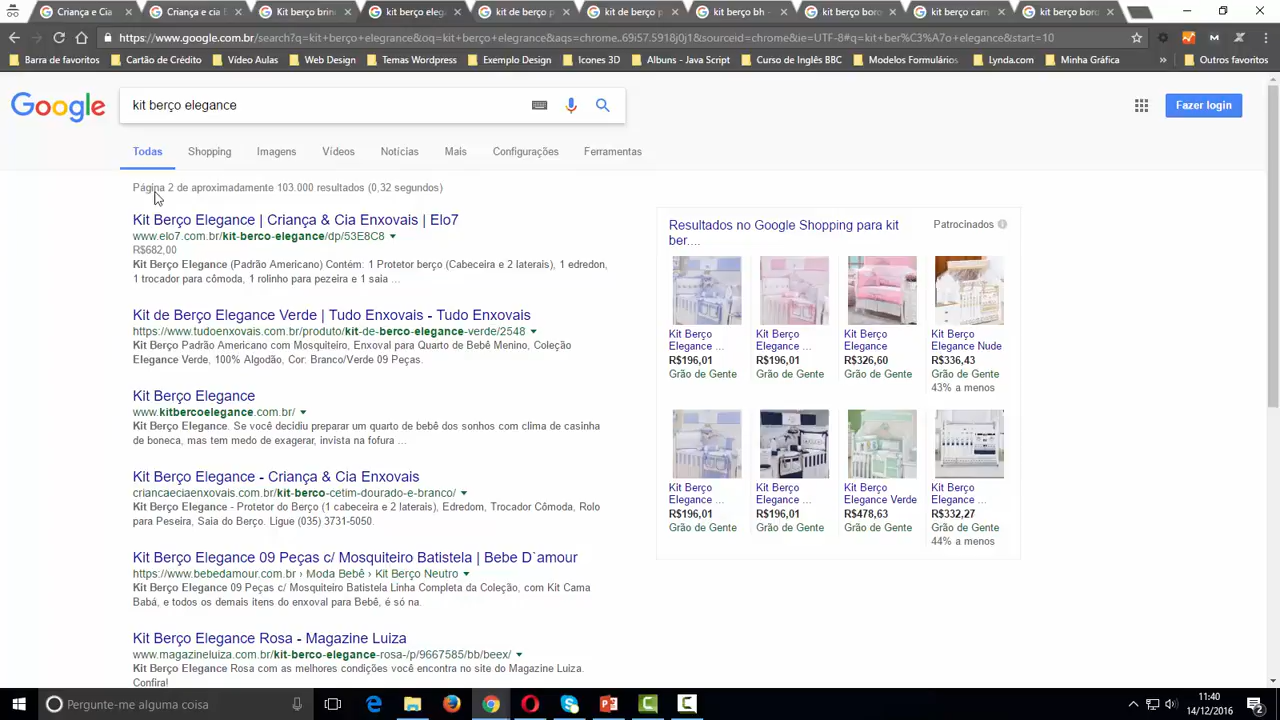 Criança e Cia
Criança e cia E
Kit berço brin
kit berço eleg
kit de berço p
kit de berço p
kit berço bh -
kit berço boro
kit berço cam
kit berço boro
https://www.google.com.br/search?q=kit+berço+elegrance&oq=kit+berço+elegrance&aqs=chrome..69i57.5918j0j1&sourceid=chrome&ie=UTF-8#q=kit+ber%C3%A7o+elegance&start=10
Barra de favoritos
Cartão de Crédito
Vídeo Aulas
Web Design
Temas Wordpress
Exemplo Design
Icones 3D
Albuns - Java Script
Curso de Inglês BBC
Modelos Formulários
Lynda.com
Minha Gráfica
»
Outros favoritos
Google
kit berço elegance
Fazer login
Todas
Shopping
Imagens
Vídeos
Notícias
Mais
Configurações
Ferramentas
Página 2 de aproximadamente 103.000 resultados (0,32 segundos)
Kit Berço Elegance | Criança & Cia Enxovais | Elo7
www.elo7.com.br/kit-berco-elegance/dp/53E8C8
R$682,00
Kit Berço Elegance (Padrão Americano) Contém: 1 Protetor berço (Cabeceira e 2 laterais), 1 edredon,
1 trocador para cômoda, 1 rolinho para pezeira e 1 saia ...
Kit de Berço Elegance Verde | Tudo Enxovais - Tudo Enxovais
https://www.tudoenxovais.com.br/produto/kit-de-berco-elegance-verde/2548
Kit Berço Padrão Americano com Mosquiteiro, Enxoval para Quarto de Bebê Menino, Coleção
Elegance Verde, 100% Algodão, Cor: Branco/Verde 09 Peças.
Kit Berço Elegance
www.kitbercoelegance.com.br/
Kit Berço Elegance. Se você decidiu preparar um quarto de bebê dos sonhos com clima de casinha
de boneca, mas tem medo de exagerar, invista na fofura ...
Kit Berço Elegance - Criança & Cia Enxovais
criancaeciaenxovais.com.br/kit-berco-cetim-dourado-e-branco/
Kit Berço Elegance - Protetor do Berço (1 cabeceira e 2 laterais), Edredom, Trocador Cômoda, Rolo
para Peseira, Saia do Berço. Ligue (035) 3731-5050.
Kit Berço Elegance 09 Peças c/ Mosquiteiro Batistela | Bebe D`amour
https://www.bebedamour.com.br › Moda Bebê › Kit Berço Neutro
Kit Berço Elegance 09 Peças c/ Mosquiteiro Batistela Linha Completa da Coleção, com Kit Cama
Babá, e todos os demais itens do enxoval para Bebê, é só na.
Kit Berço Elegance Rosa - Magazine Luiza
www.magazineluiza.com.br/kit-berco-elegance-rosa-/p/9667585/bb/beex/
Kit Berço Elegance Rosa com as melhores condições você encontra no site do Magazine Luiza.
Confira!
Resultados no Google Shopping para kit
ber....
Patrocinados
Kit Berço
Elegance ...
R$196,01
Grão de Gente
Kit Berço
Elegance ...
R$196,01
Grão de Gente
Kit Berço
Elegance
R$326,60
Grão de Gente
Kit Berço
Elegance Nude
R$336,43
Grão de Gente
43% a menos
Kit Berço
Elegance ...
R$196,01
Grão de Gente
Kit Berço
Elegance ...
R$196,01
Grão de Gente
Kit Berço
Elegance Verde
R$478,63
Grão de Gente
Kit Berço
Elegance ...
R$332,27
Grão de Gente
44% a menos
Pergunte-me alguma coisa
11:40
14/12/2016
2